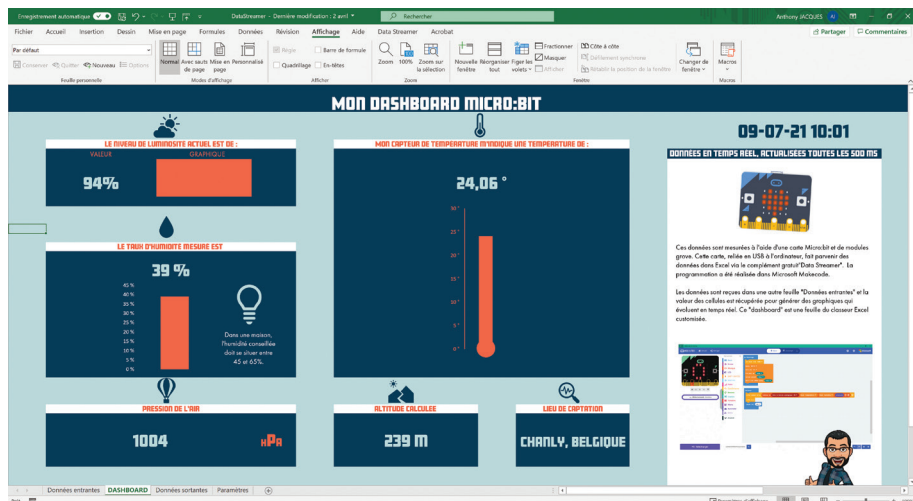 Enregistrement automatique
DataStreamer - Dernière modification : 2 avril
Rechercher
Anthony JACQUES
AJ
Fichier Accueil Insertion Dessin Mise en page Formules Données Révision Affichage Aide Data Streamer Acrobat
Partager Commentaires
Par défaut
Conserver Quitter Nouveau Options
Feuille personnelle
Normal Avec sauts de page Mise en page Personnalisé
Modes d'affichage
Règle Barre de formule
Quadrillage En-têtes
Afficher
Zoom 100% Zoom sur la sélection
Zoom
Nouvelle fenêtre Réorganiser tout Figer les volets
Fractionner
Masquer
Afficher
Côte à côte
Défilement synchrone
Rétablir la position de la fenêtre
Changer de fenêtre
Fenêtre
Macros
Macros
MON DASHBOARD MICRO:BIT
LE NIVEAU DE LUMINOSITE ACTUEL EST DE :
VALEUR GRAPHIQUE
94%
LE TAUX D'HUMIDITE MESURE EST
39 %
45 %
40 %
35 %
30 %
25 %
20 %
15 %
10 %
5 %
0 %
Dans une maison,
l'humidité conseillée
doit se situer entre
45 et 65%.
PRESSION DE L'AIR
1004 HPA
MON CAPTEUR DE TEMPÉRATURE M'INDIQUE UNE TEMPÉRATURE DE :
24,06 °
30 °
25 °
20 °
15 °
10 °
5 °
0 °
ALTITUDE CALCULEE
239 M
LIEU DE CAPTATION
CHANLY, BELGIQUE
09-07-21 10:01
DONNÉES EN TEMPS RÉEL, ACTUALISÉES TOUTES LES 500 MS
Ces données sont mesurées à l'aide d'une carte Micro:bit et de modules
grove. Cette carte, reliée en USB à l'ordinateur, fait parvenir des
données dans Excel via le complément gratuit"Data Streamer". La
programmation a été réalisée dans Microsoft Makecode.
Les données sont reçues dans une autre feuille "Données entrantes" et la
valeur des cellules est récupérée pour générer des graphiques qui
évoluent en temps réel. Ce "dashboard" est une feuille du classeur Excel
customisée.
Données entrantes DASHBOARD Données sortantes Paramètres